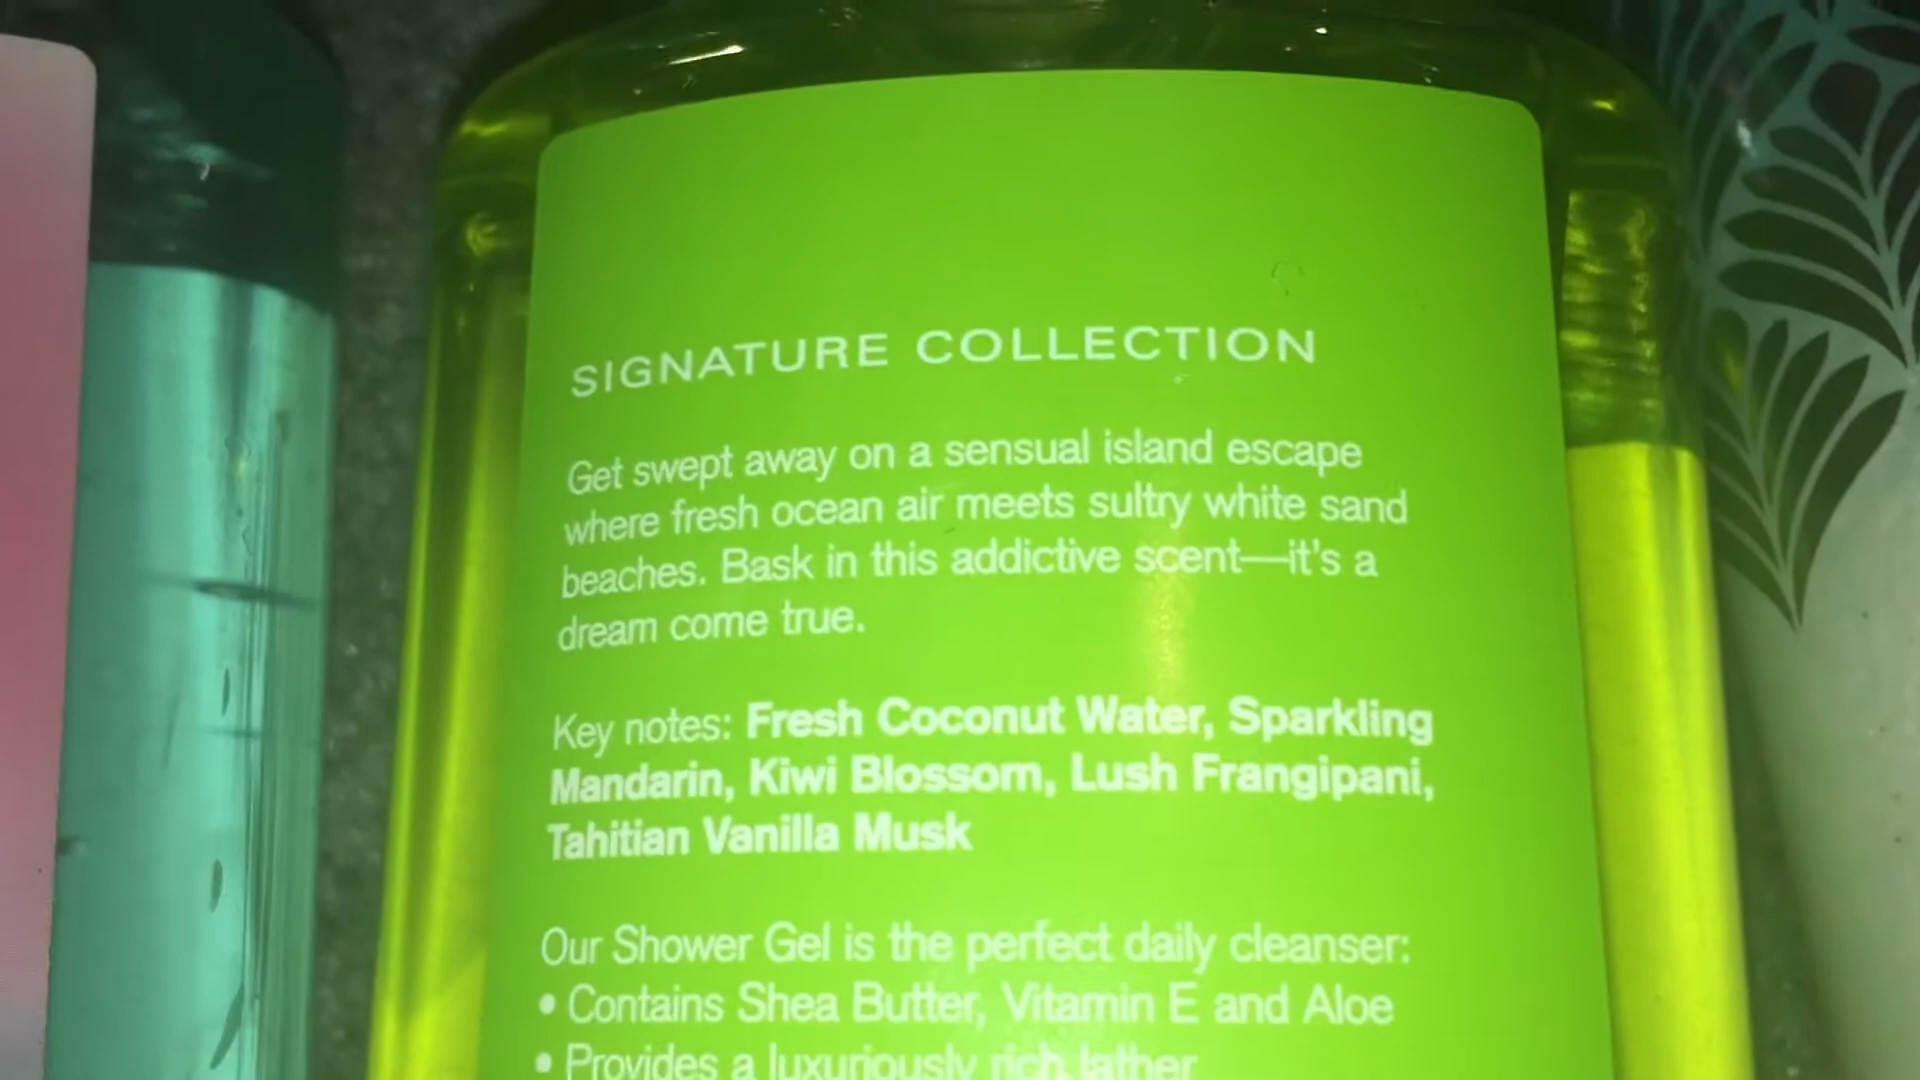 SIGNATURE COLLECTION
Get swept away on a sensual island escape
where fresh ocean air meets sultry white sand
beaches. Bask in this addictive scent—it's a
dream come true.
Key notes: Fresh Coconut Water, Sparkling
Mandarin, Kiwi Blossom, Lush Frangipani,
Tahitian Vanilla Musk
Our Shower Gel is the perfect daily cleanser:
• Contains Shea Butter, Vitamin E and Aloe
• Provides a luxuriously rich lather